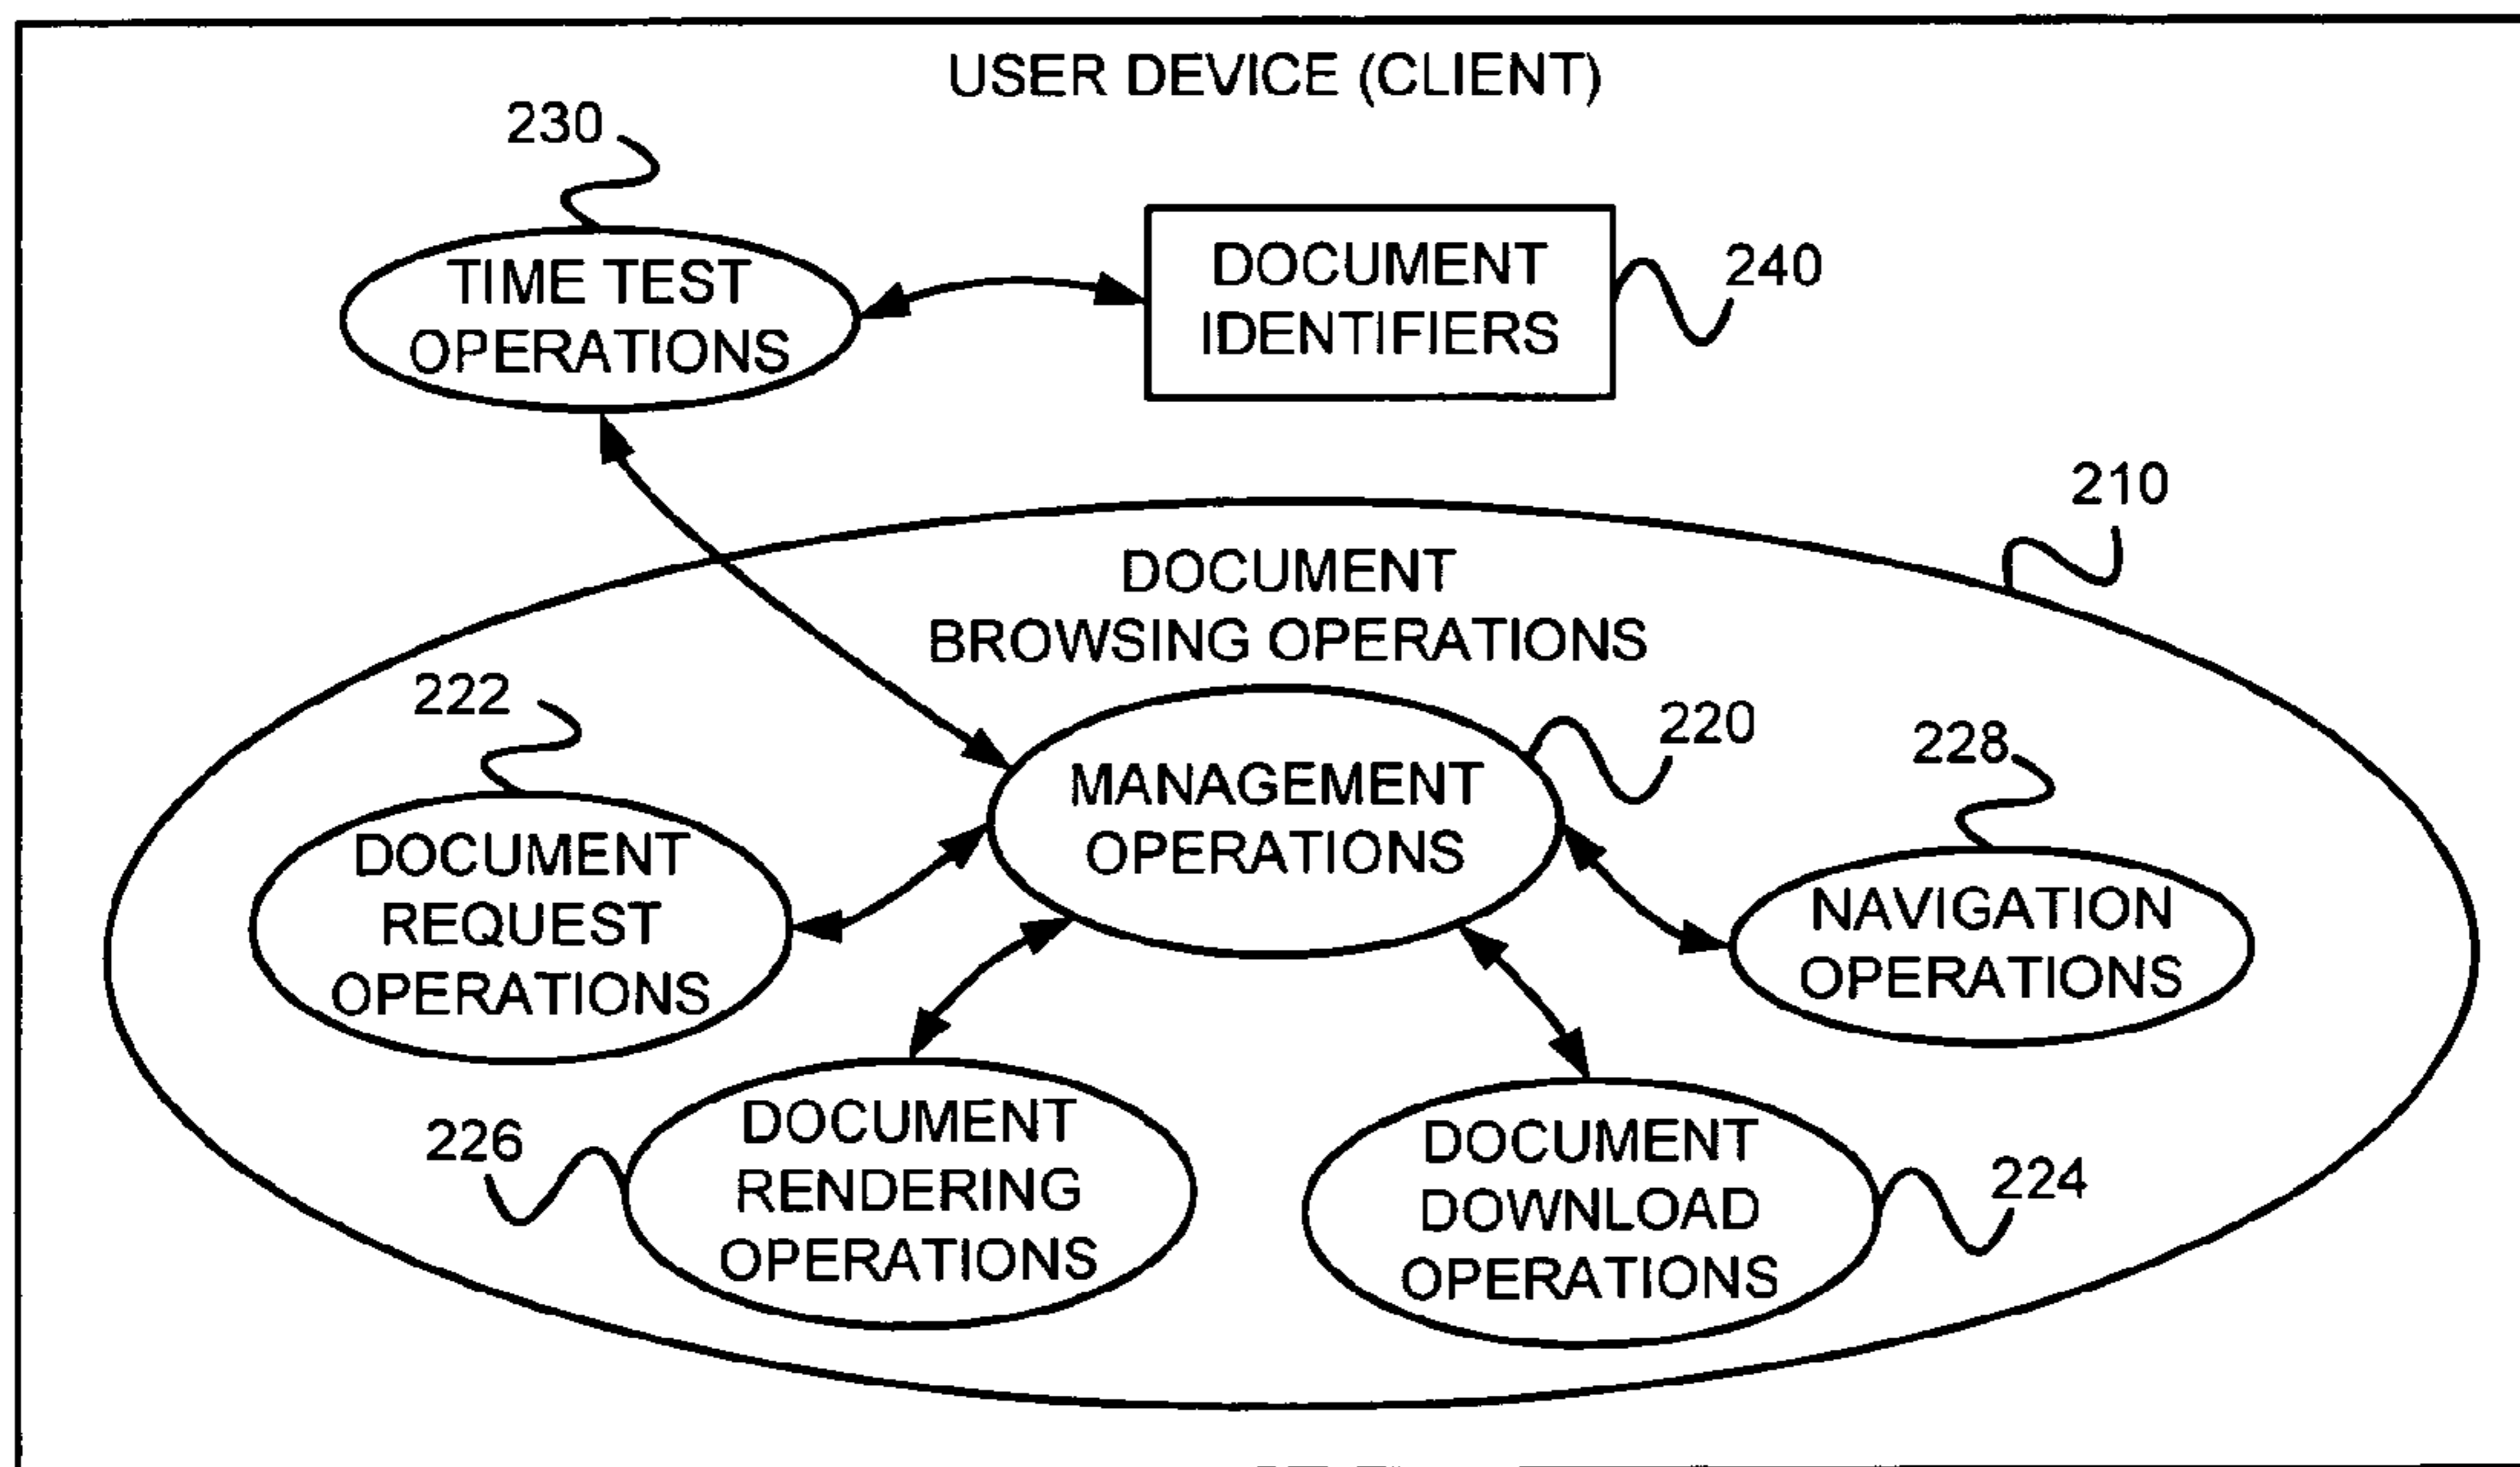 USER DEVICE (CLIENT)
230
TIME TEST
OPERATIONS
DOCUMENT
IDENTIFIERS
240
210
DOCUMENT
BROWSING OPERATIONS
222
220
228
MANAGEMENT
OPERATIONS
DOCUMENT
REQUEST
OPERATIONS
NAVIGATION
OPERATIONS
226
DOCUMENT
RENDERING
OPERATIONS
DOCUMENT
DOWNLOAD
OPERATIONS
224